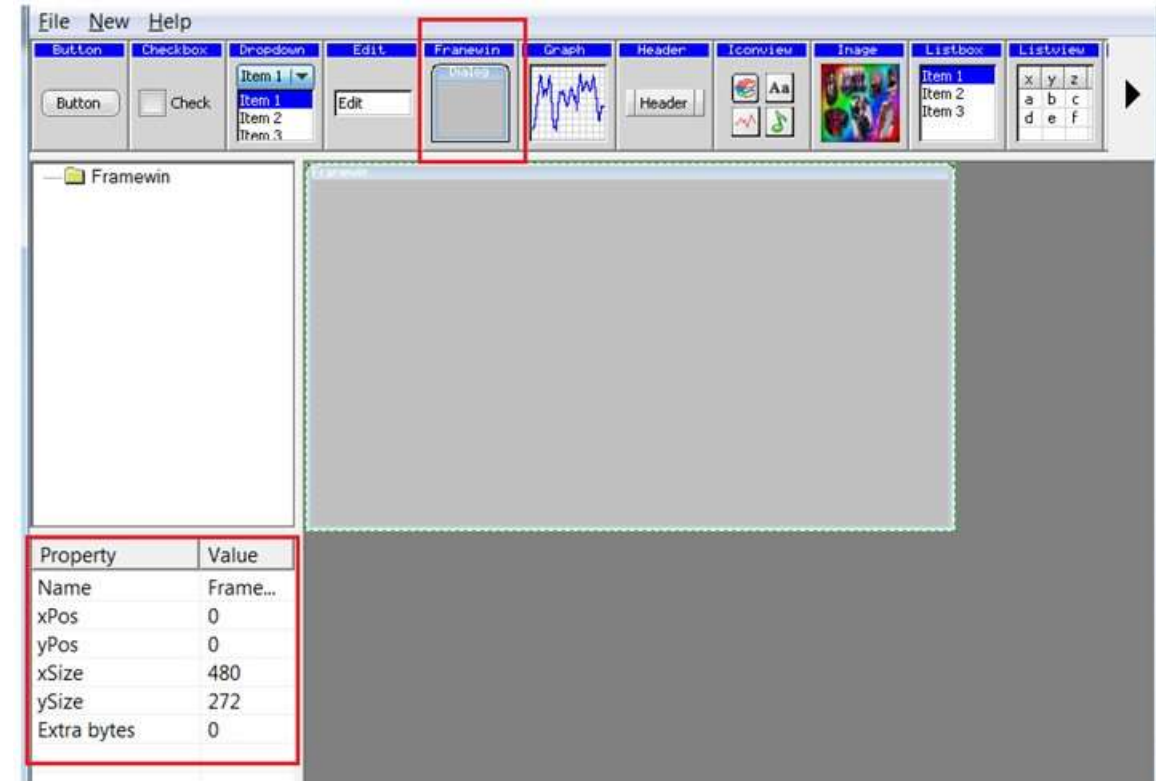 File New Help
Button Checkbox Dropdown Edit Framewin Graph Header Iconview Image Listbox Listview
Button
Check
Item 1
Item 1
Item 2
Item 3
Edit
Dialog
Header
Aa
Item 1
Item 2
Item 3
x y z
a b c
d e f
Framewin
Framewin
Property Value
Name Frame...
xPos 0
yPos 0
xSize 480
ySize 272
Extra bytes 0